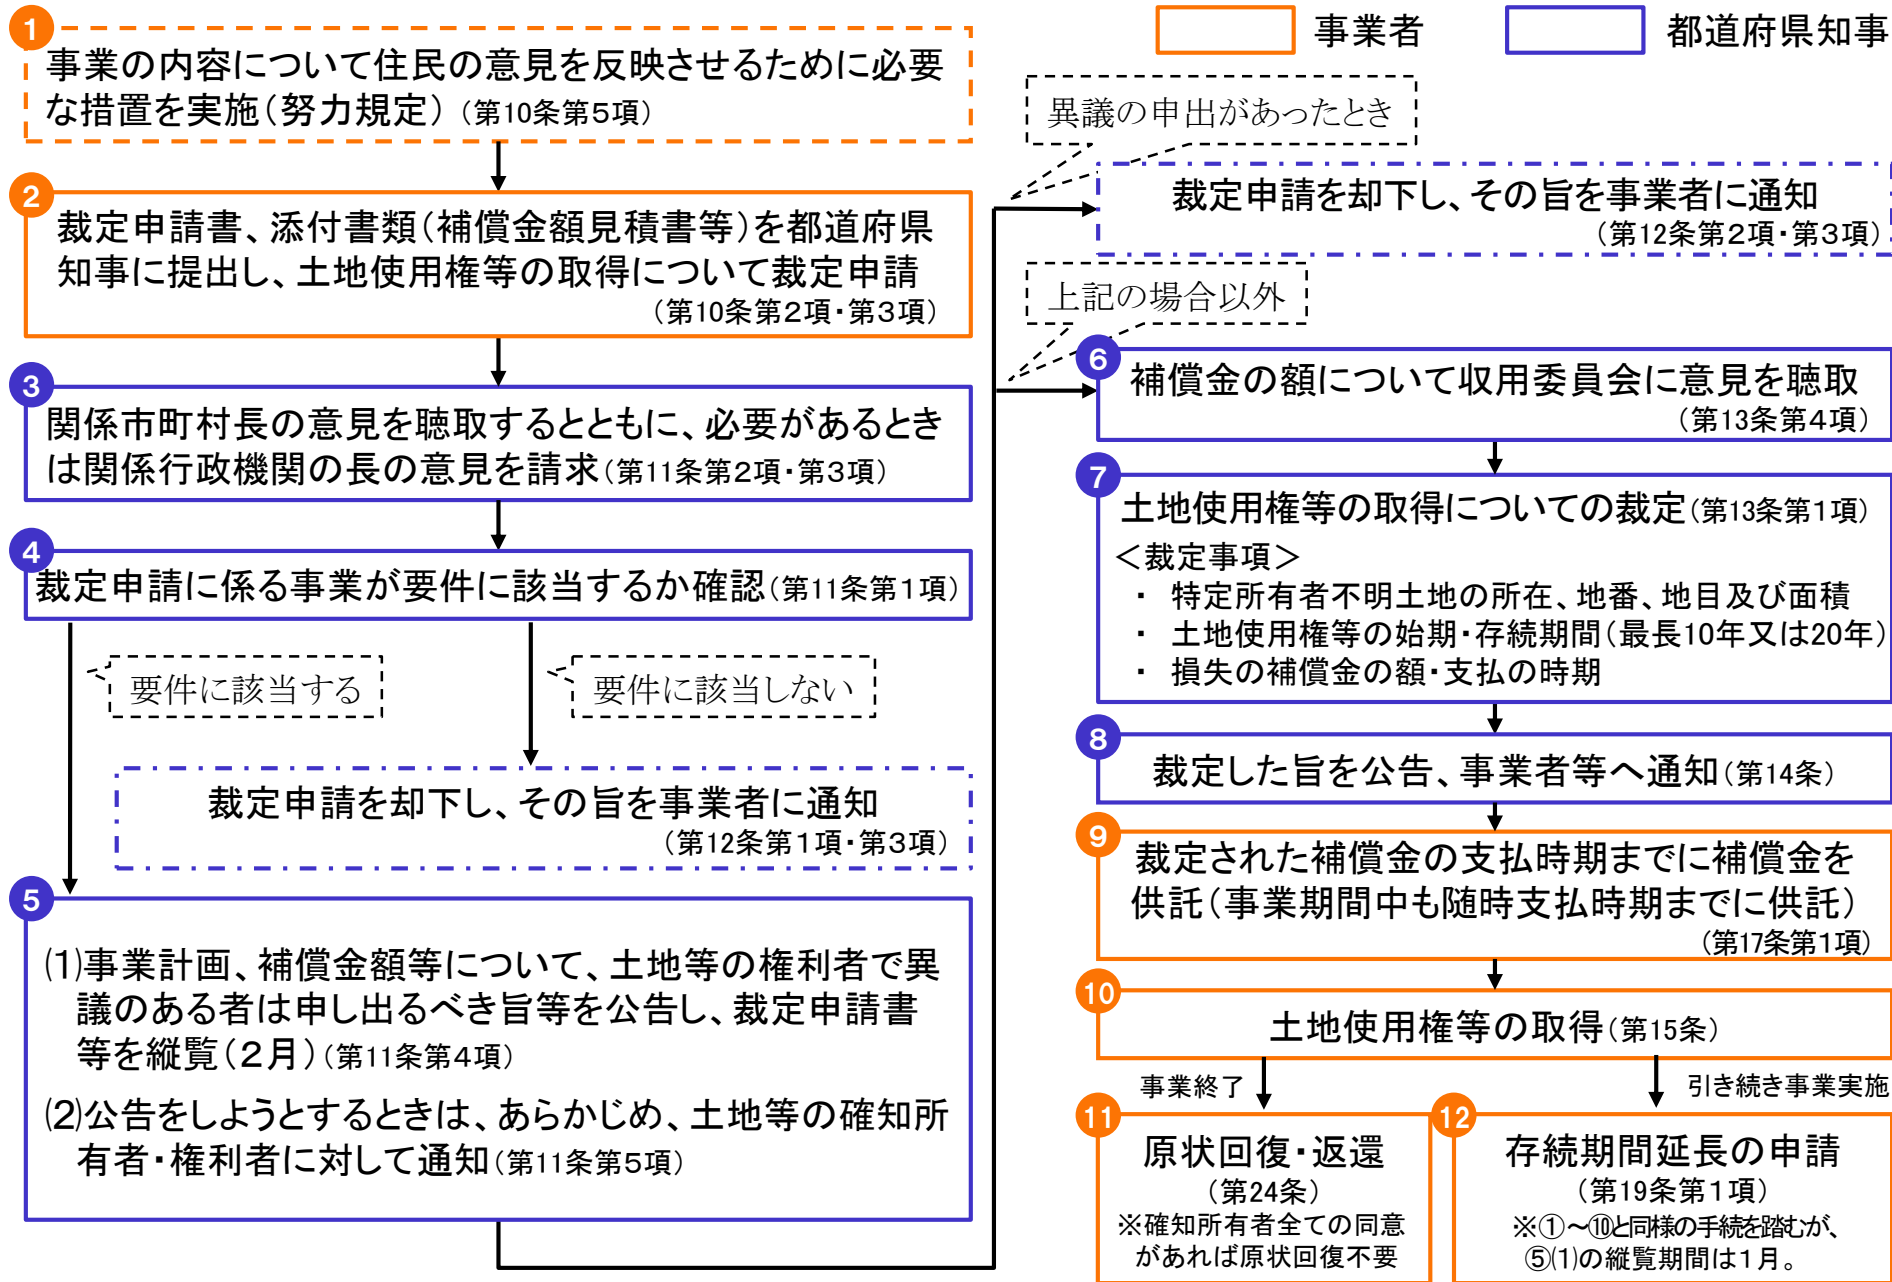 事業者
都道府県知事
1
事業の内容について住民の意見を反映させるために必要
な措置を実施（努力規定）（第10条第５項）
2
裁定申請書、添付書類（補償金額見積書等）を都道府県
知事に提出し、土地使用権等の取得について裁定申請
（第10条第２項・第３項）
3
関係市町村長の意見を聴取するとともに、必要があるとき
は関係行政機関の長の意見を請求（第11条第２項・第３項）
4
裁定申請に係る事業が要件に該当するか確認（第11条第１項）
要件に該当する
要件に該当しない
裁定申請を却下し、その旨を事業者に通知
（第12条第１項・第３項）
5
⑴事業計画、補償金額等について、土地等の権利者で異
議のある者は申し出るべき旨等を公告し、裁定申請書
等を縦覧（２月）（第11条第４項）
⑵公告をしようとするときは、あらかじめ、土地等の確知所
有者・権利者に対して通知（第11条第５項）
異議の申出があったとき
裁定申請を却下し、その旨を事業者に通知
（第12条第２項・第３項）
上記の場合以外
6
補償金の額について収用委員会に意見を聴取
（第13条第４項）
7
土地使用権等の取得についての裁定（第13条第１項）
＜裁定事項＞
・ 特定所有者不明土地の所在、地番、地目及び面積
・ 土地使用権等の始期・存続期間（最長10年又は20年）
・ 損失の補償金の額・支払の時期
8
裁定した旨を公告、事業者等へ通知（第14条）
9
裁定された補償金の支払時期までに補償金を
供託（事業期間中も随時支払時期までに供託）
（第17条第１項）
10
土地使用権等の取得（第15条）
事業終了
引き続き事業実施
11
原状回復・返還
（第24条）
※確知所有者全ての同意
があれば原状回復不要
12
存続期間延長の申請
（第19条第１項）
※①～⑩と同様の手続を踏むが、
⑤⑴の縦覧期間は１月。